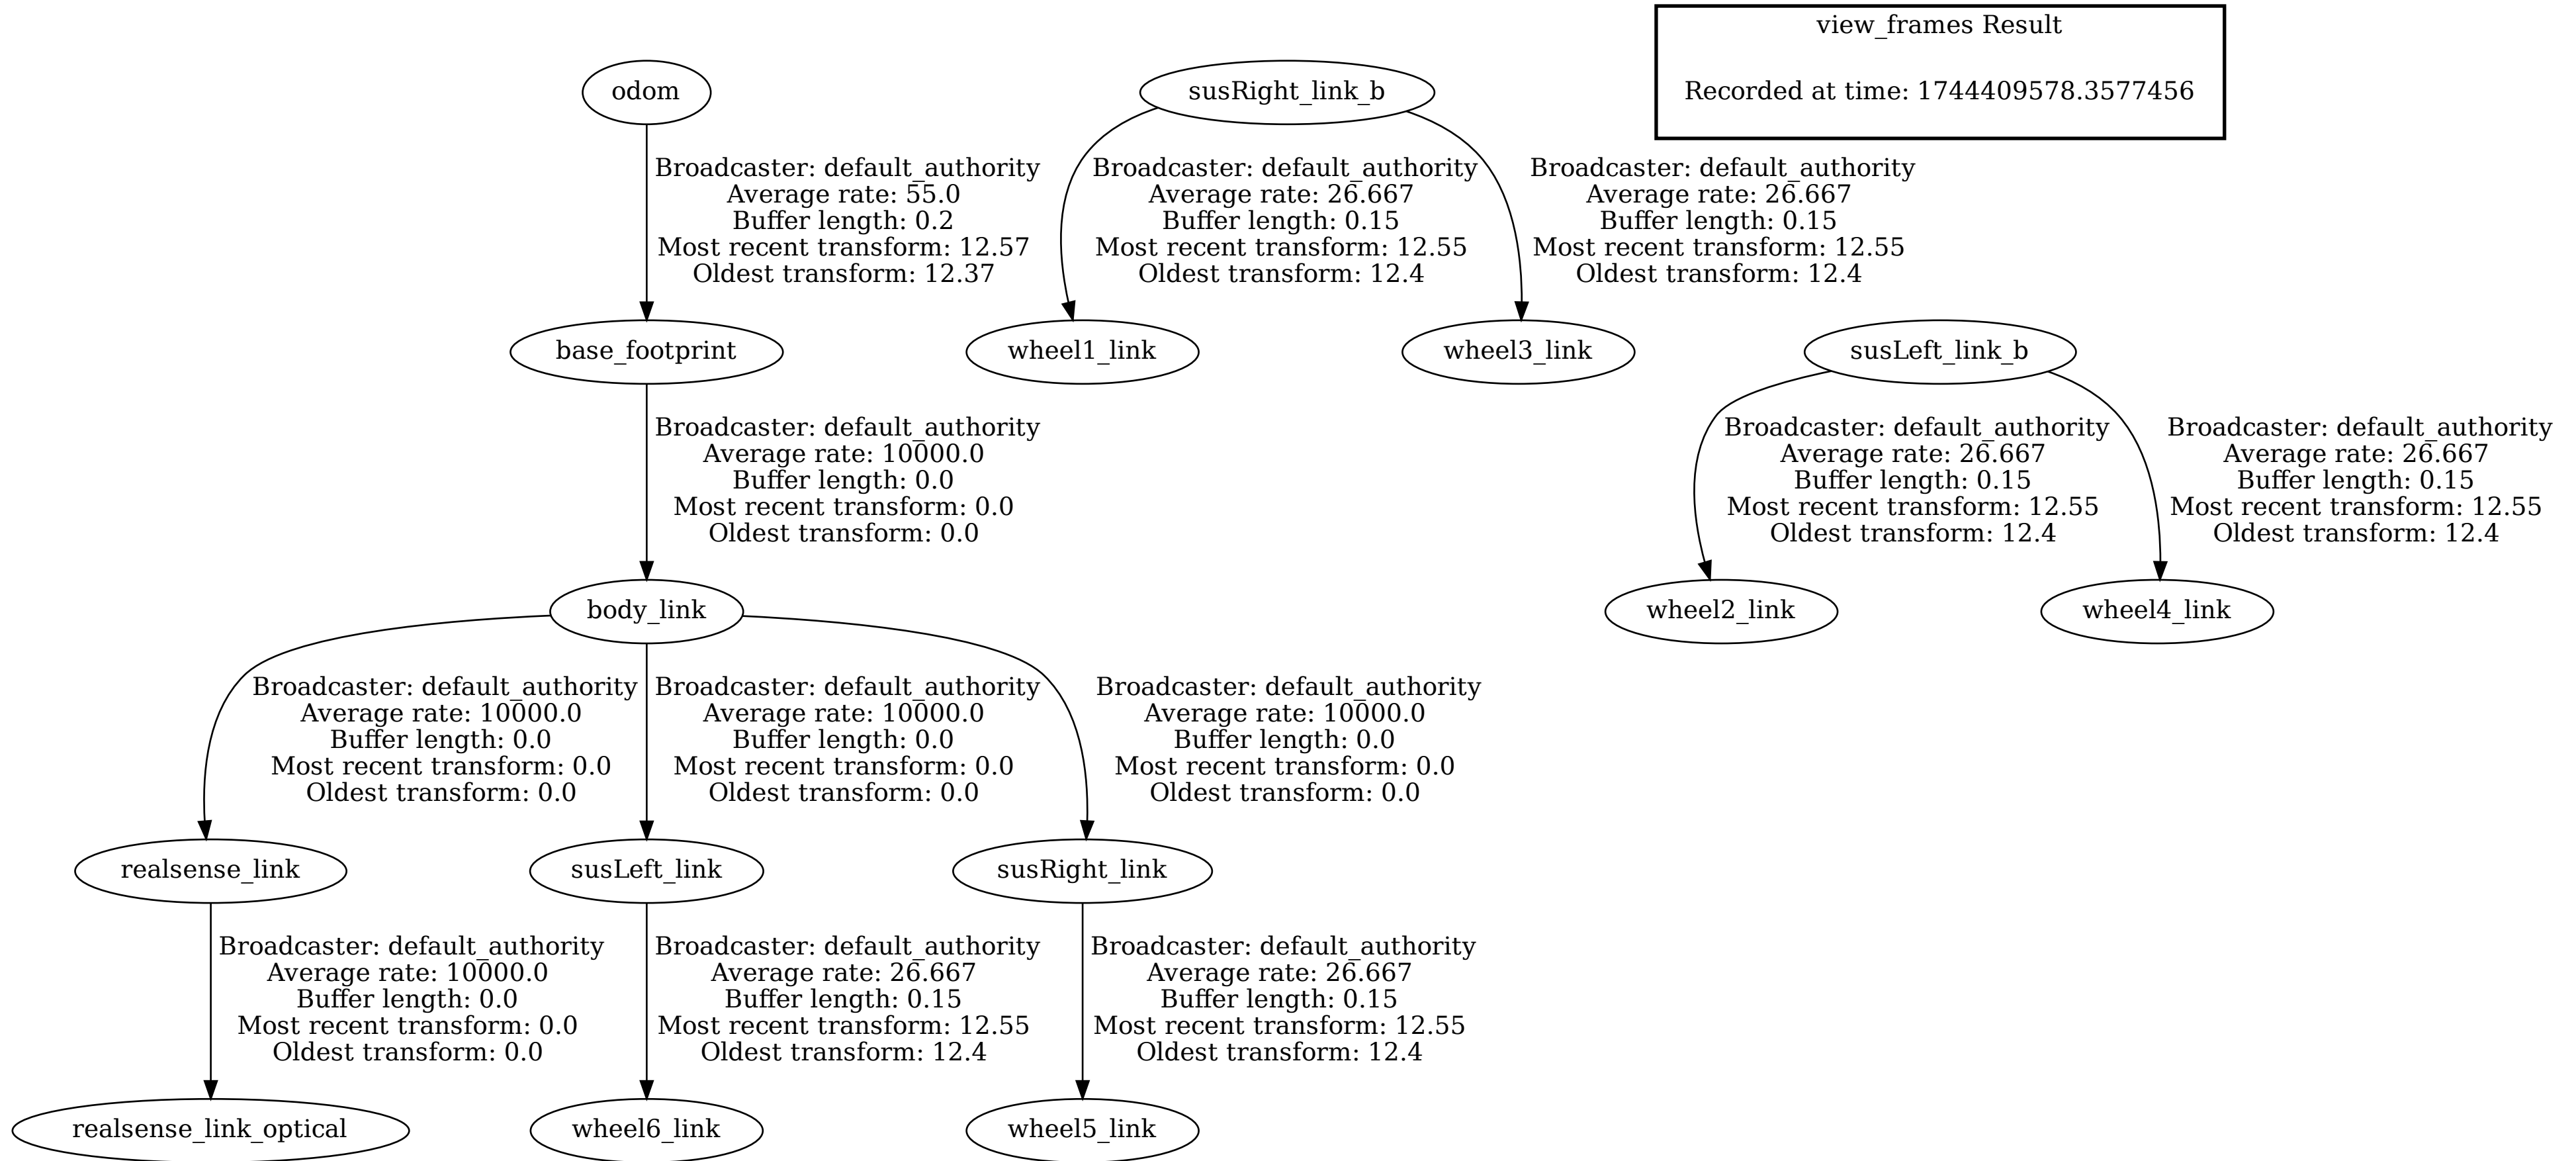 view_frames Result
Recorded at time: 1744409578.3577456
odom
susRight_link_b
Broadcaster: default_authority
Average rate: 55.0
Buffer length: 0.2
Most recent transform: 12.57
Oldest transform: 12.37
Broadcaster: default_authority
Average rate: 26.667
Buffer length: 0.15
Most recent transform: 12.55
Oldest transform: 12.4
Broadcaster: default_authority
Average rate: 26.667
Buffer length: 0.15
Most recent transform: 12.55
Oldest transform: 12.4
base_footprint
wheel1_link
wheel3_link
susLeft_link_b
Broadcaster: default_authority
Average rate: 10000.0
Buffer length: 0.0
Most recent transform: 0.0
Oldest transform: 0.0
Broadcaster: default_authority
Average rate: 26.667
Buffer length: 0.15
Most recent transform: 12.55
Oldest transform: 12.4
Broadcaster: default_authority
Average rate: 26.667
Buffer length: 0.15
Most recent transform: 12.55
Oldest transform: 12.4
body_link
wheel2_link
wheel4_link
Broadcaster: default_authority
Average rate: 10000.0
Buffer length: 0.0
Most recent transform: 0.0
Oldest transform: 0.0
Broadcaster: default_authority
Average rate: 10000.0
Buffer length: 0.0
Most recent transform: 0.0
Oldest transform: 0.0
Broadcaster: default_authority
Average rate: 10000.0
Buffer length: 0.0
Most recent transform: 0.0
Oldest transform: 0.0
realsense_link
susLeft_link
susRight_link
Broadcaster: default_authority
Average rate: 10000.0
Buffer length: 0.0
Most recent transform: 0.0
Oldest transform: 0.0
Broadcaster: default_authority
Average rate: 26.667
Buffer length: 0.15
Most recent transform: 12.55
Oldest transform: 12.4
Broadcaster: default_authority
Average rate: 26.667
Buffer length: 0.15
Most recent transform: 12.55
Oldest transform: 12.4
realsense_link_optical
wheel6_link
wheel5_link